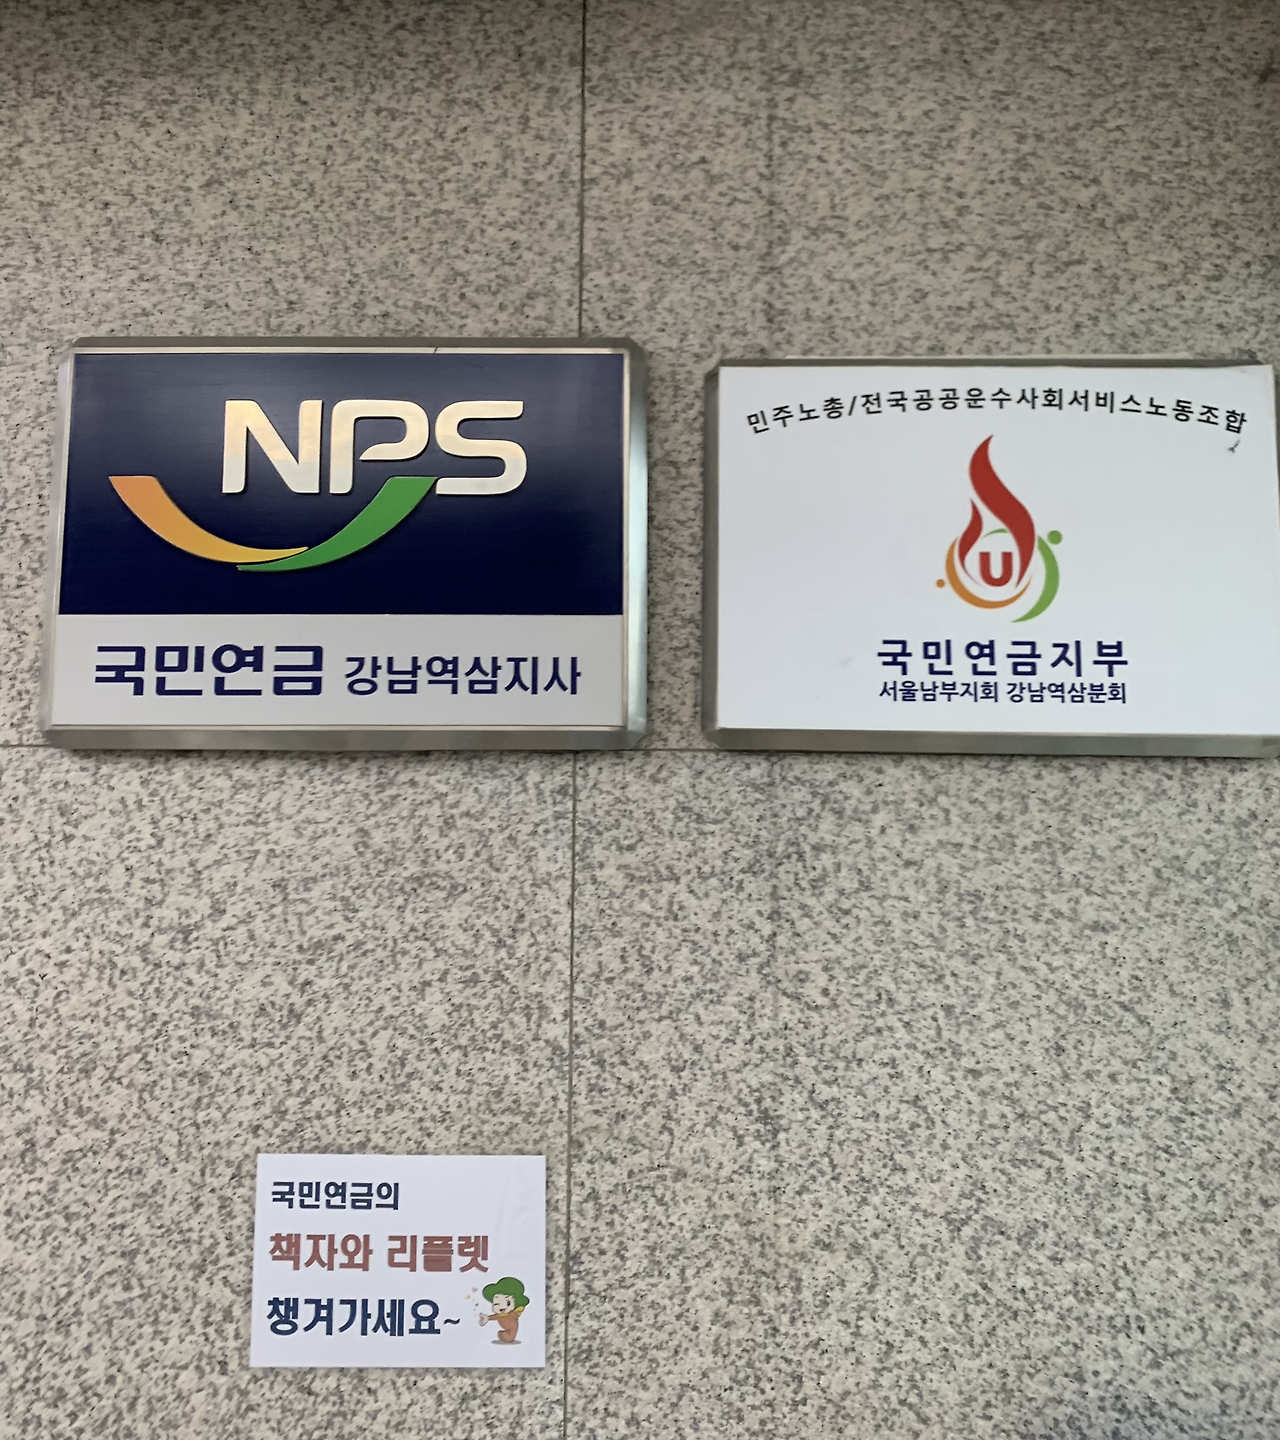 NPS
국민연금 강남역삼지사
민주노총/전국공공운수사회서비스노동조합
U
국민연금지부
서울남부지회 강남역삼분회
국민연금의
책자와 리플렛
챙겨가세요~